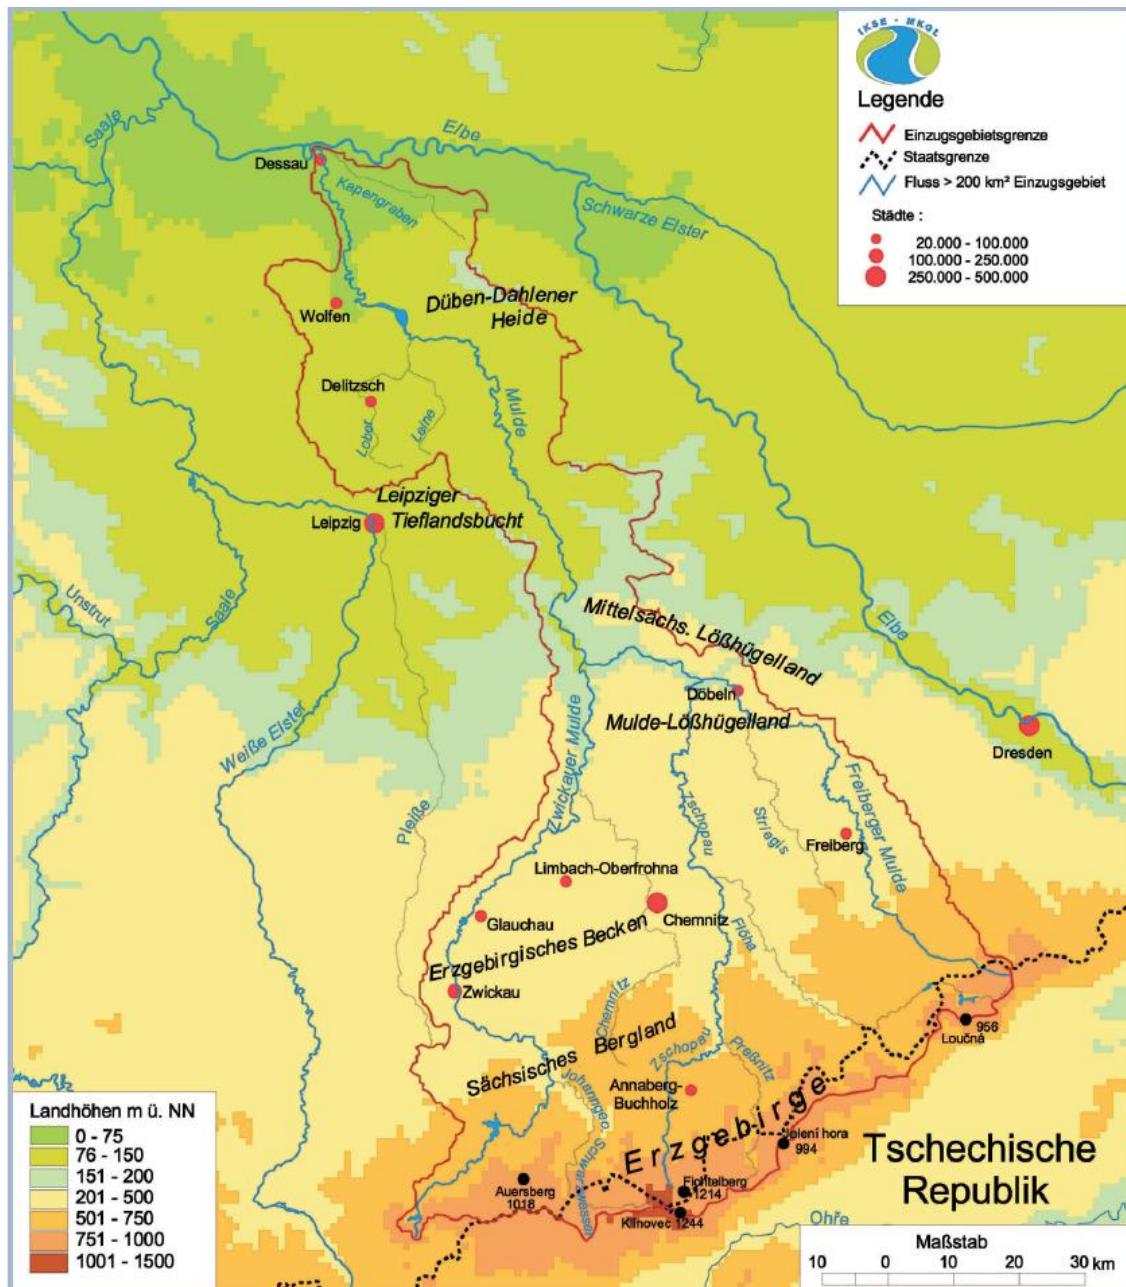 IKSE - MKOL
Legende
Einzugsgebietsgrenze
Staatsgrenze
Fluss > 200 km² Einzugsgebiet
Städte :
20.000 - 100.000
100.000 - 250.000
250.000 - 500.000
Saale
Elbe
Dessau
Kapengraben
Schwarze Elster
Düben-Dahlener
Heide
Wolfen
Delitzsch
Lober
Leine
Mulde
Leipziger
Tieflandsbucht
Leipzig
Unstrut
Saale
Elbe
Mittelsächs. Lößhügelland
Döbeln
Mulde-Lößhügelland
Dresden
Weiße Elster
Zwickauer Mulde
Pleiße
Zschopau
Striegis
Freiberger Mulde
Freiberg
Limbach-Oberfrohna
Chemnitz
Glauchau
Erzgebirgisches Becken
Flöha
Zwickau
Chemnitz
956
Loučná
Sächsisches Bergland
Zschopau
Preßnitz
Johanngeo. Schwarzwasser
Annaberg-
Buchholz
Erzgebirge
Jelení hora
994
Auersberg
1018
Fichtelberg
1214
Klínovec 1244
Tschechische
Republik
Ohře
Landhöhen m ü. NN
0 - 75
76 - 150
151 - 200
201 - 500
501 - 750
751 - 1000
1001 - 1500
Maßstab
10 0 10 20 30 km